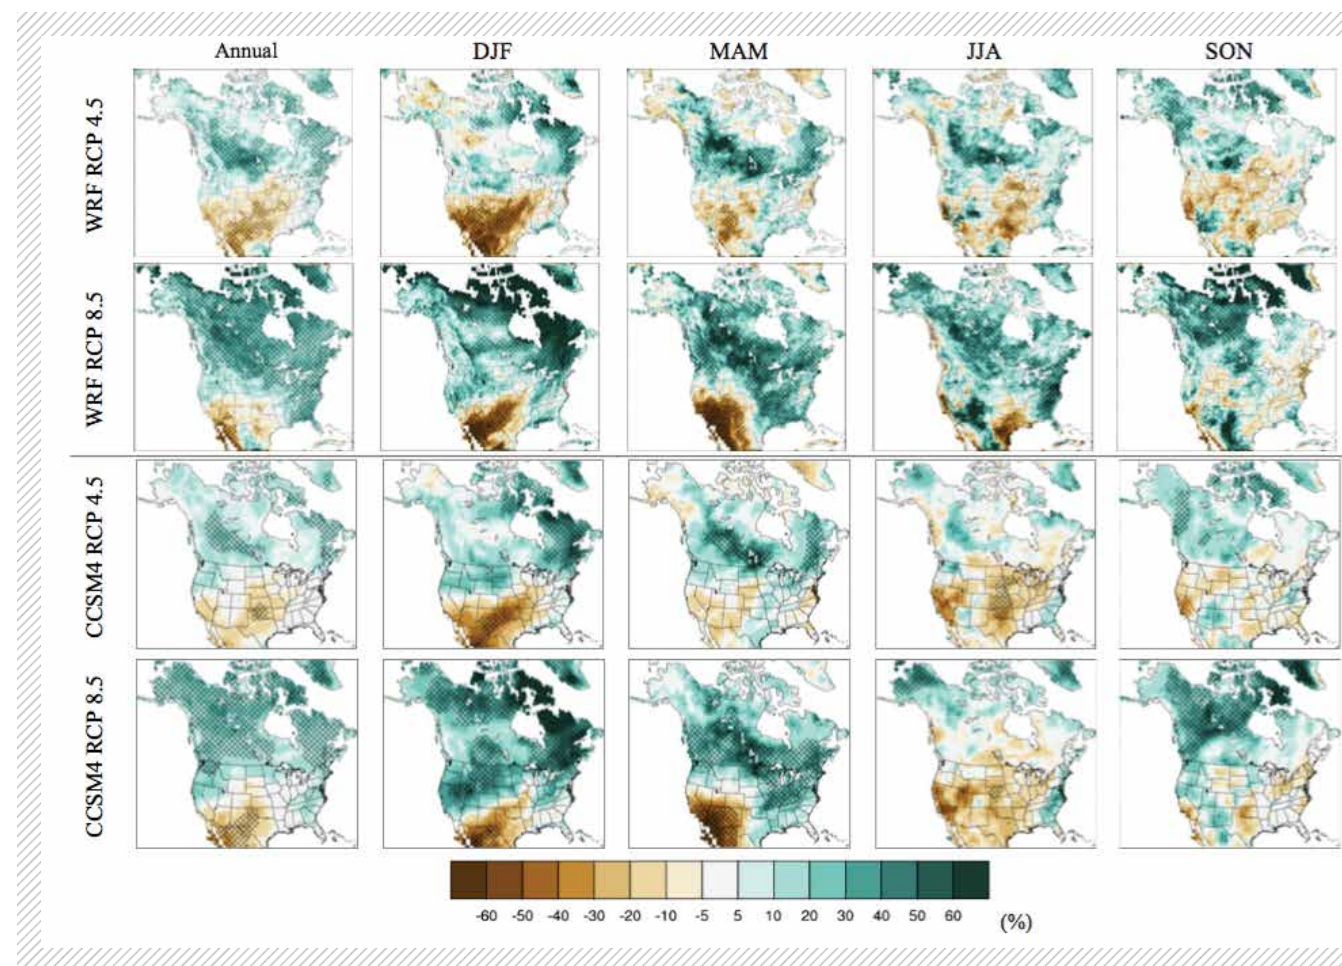 Annual DJF MAM JJA SON
WRF RCP 4.5
WRF RCP 8.5
CCSM4 RCP 4.5
CCSM4 RCP 8.5
-60 -50 -40 -30 -20 -10 -5 5 10 20 30 40 50 60 (%)